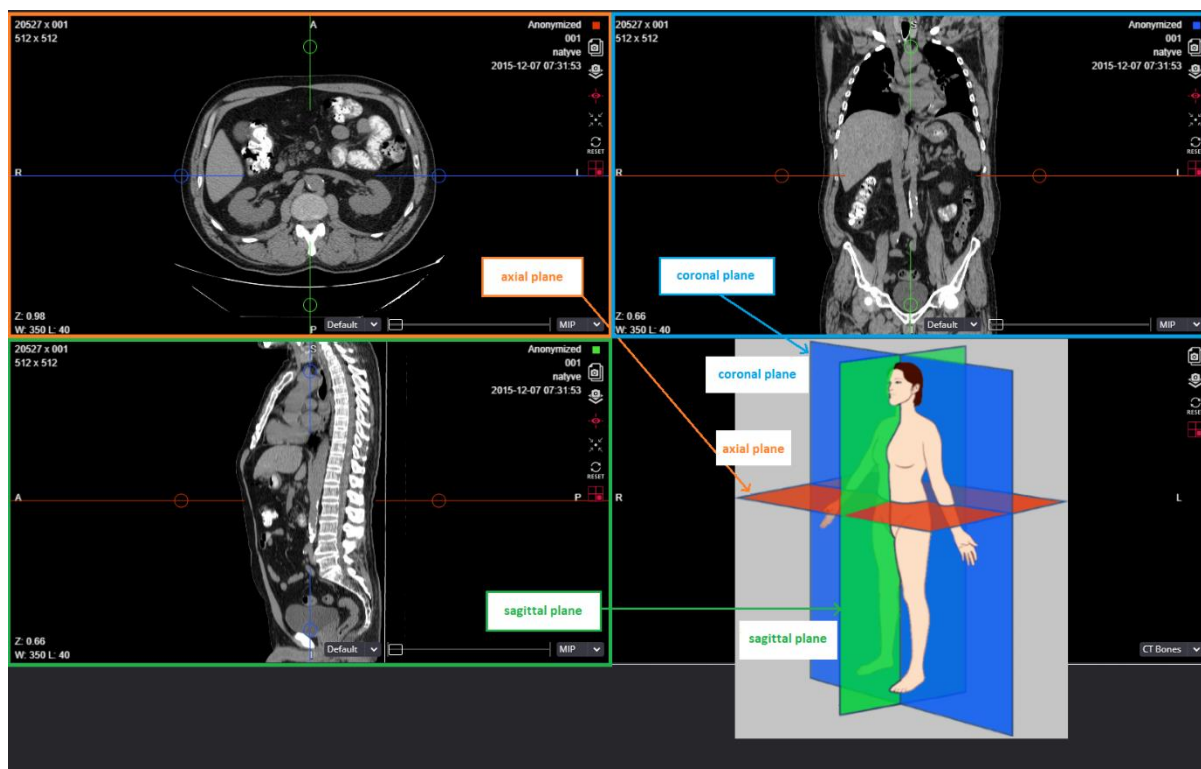 20527 x 001
512 x 512
A
Anonymized
001
natyve
2015-12-07 07:31:53
RESET
R
L
axial plane
Z: 0.98
W: 350 L: 40
P
Default
MIP
20527 x 001
512 x 512
S
Anonymized
001
natyve
2015-12-07 07:31:53
RESET
R
L
coronal plane
Z: 0.66
W: 350 L: 40
I
Default
MIP
20527 x 001
512 x 512
S
Anonymized
001
natyve
2015-12-07 07:31:53
RESET
A
P
sagittal plane
Z: 0.66
W: 350 L: 40
I
Default
MIP
coronal plane
axial plane
RESET
R
L
sagittal plane
CT Bones